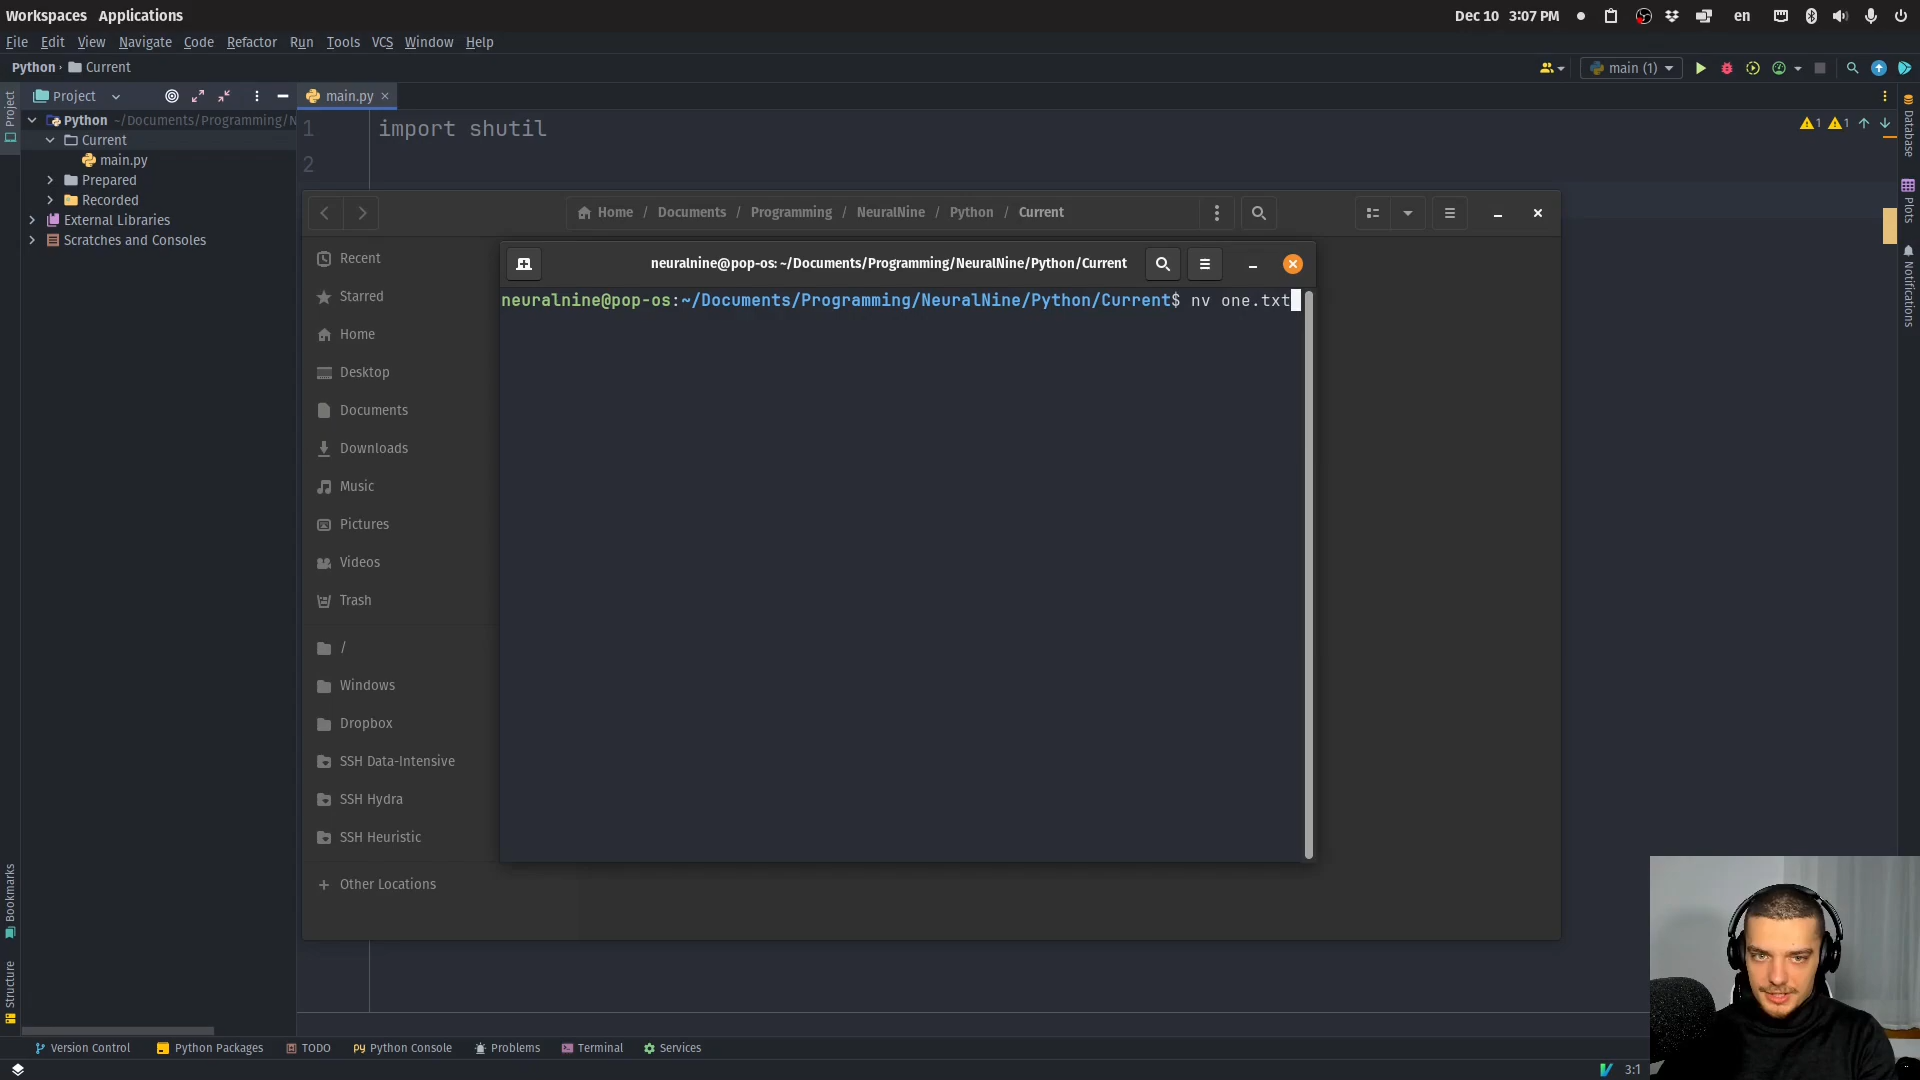 Workspaces Applications
Dec 10 3:07 PM
en
File Edit View Navigate Code Refactor Run Tools VCS Window Help
Python › Current
main (1)
Project
main.py
Python ~/Documents/Programming/N
Current
main.py
Prepared
Recorded
External Libraries
Scratches and Consoles
1 import shutil
2
1 1
Home / Documents / Programming / NeuralNine / Python / Current
Recent
Starred
Home
Desktop
Documents
Downloads
Music
Pictures
Videos
Trash
/
Windows
Dropbox
SSH Data-Intensive
SSH Hydra
SSH Heuristic
+ Other Locations
neuralnine@pop-os: ~/Documents/Programming/NeuralNine/Python/Current
neuralnine@pop-os:~/Documents/Programming/NeuralNine/Python/Current$ nv one.txt
Project
Bookmarks
Structure
Database
Plots
Notifications
Version Control Python Packages TODO Python Console Problems Terminal Services
3:1